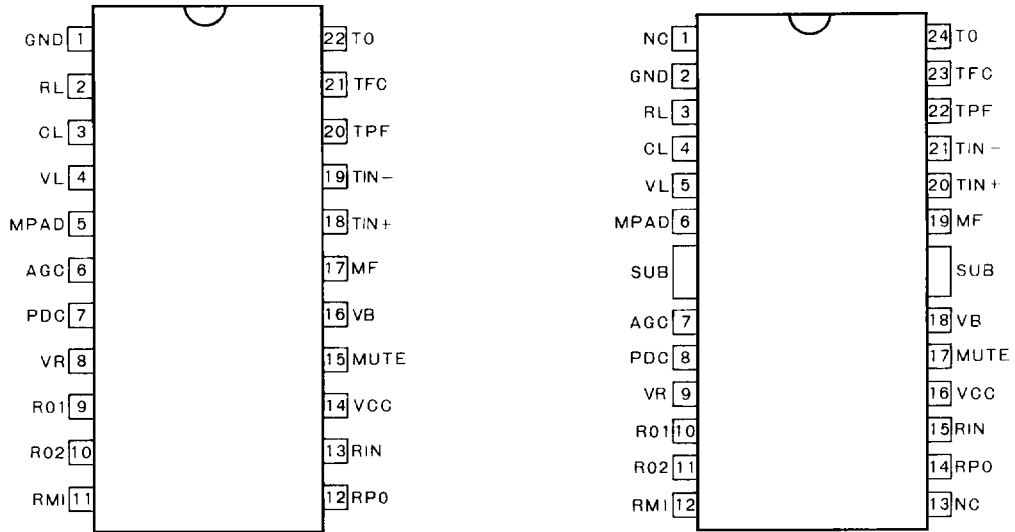 GND 1 22 TO
RL 2 21 TFC
CL 3 20 TPF
VL 4 19 TIN-
MPAD 5 18 TIN+
AGC 6 17 MF
PDC 7 16 VB
VR 8 15 MUTE
RO1 9 14 VCC
RO2 10 13 RIN
RMI 11 12 RPO
NC 1 24 TO
GND 2 23 TFC
RL 3 22 TPF
CL 4 21 TIN-
VL 5 20 TIN+
MPAD 6 19 MF
SUB SUB
AGC 7 18 VB
PDC 8 17 MUTE
VR 9 16 VCC
RO1 10 15 RIN
RO2 11 14 RPO
RMI 12 13 NC